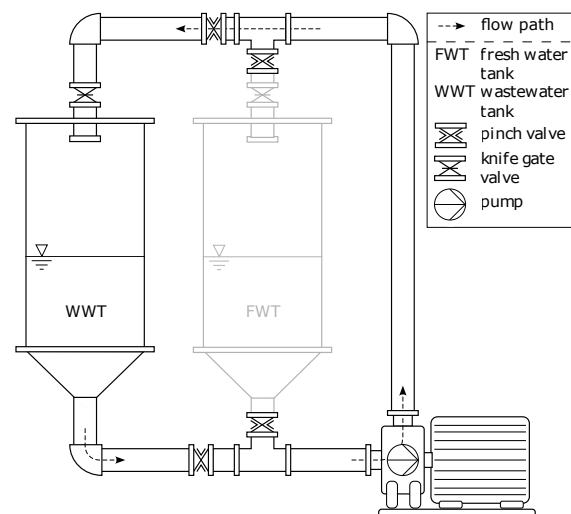 flow path
FWT fresh water
tank
WWT wastewater
tank
pinch valve
knife gate
valve
pump
WWT
FWT